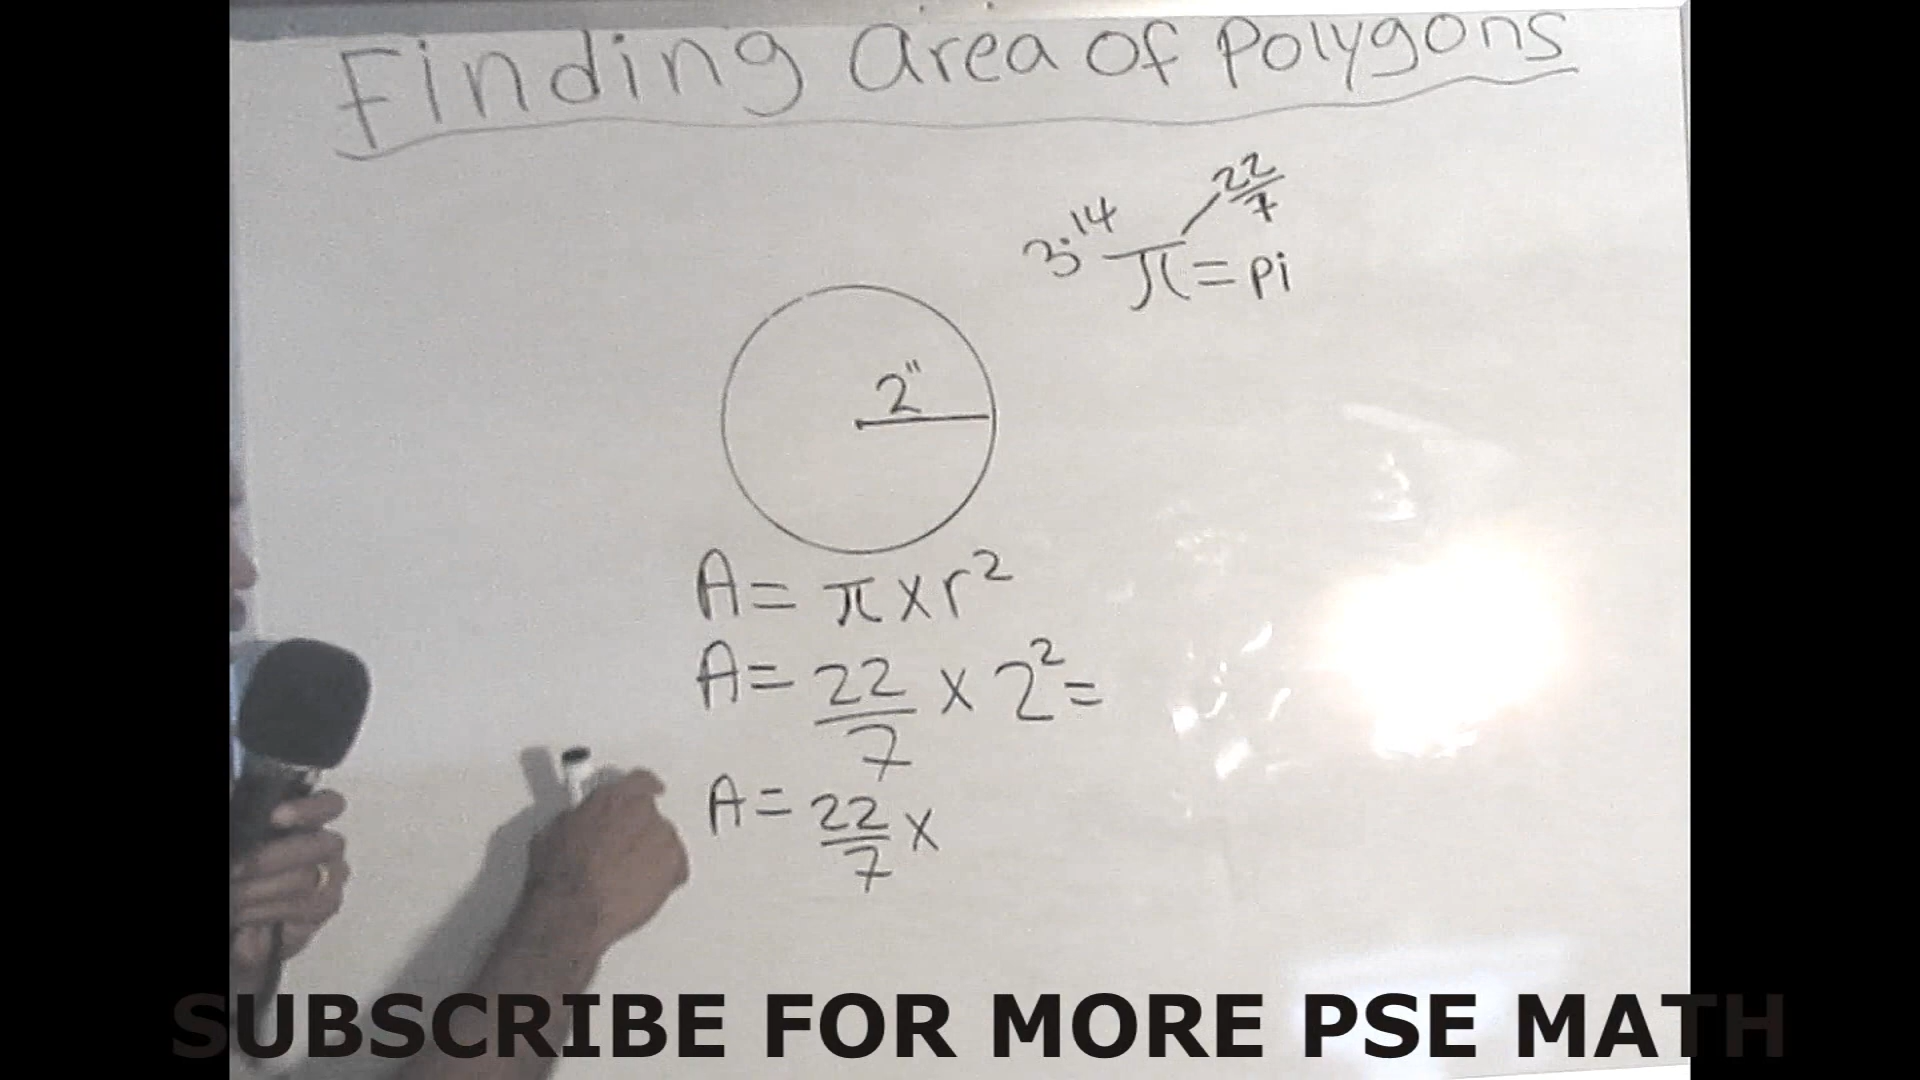 Finding area of polygons
22/7
3.14
π = pi
2"
A = π x r²
A = 22/7 x 2² =
A = 22/7 x
SUBSCRIBE FOR MORE PSE MATH